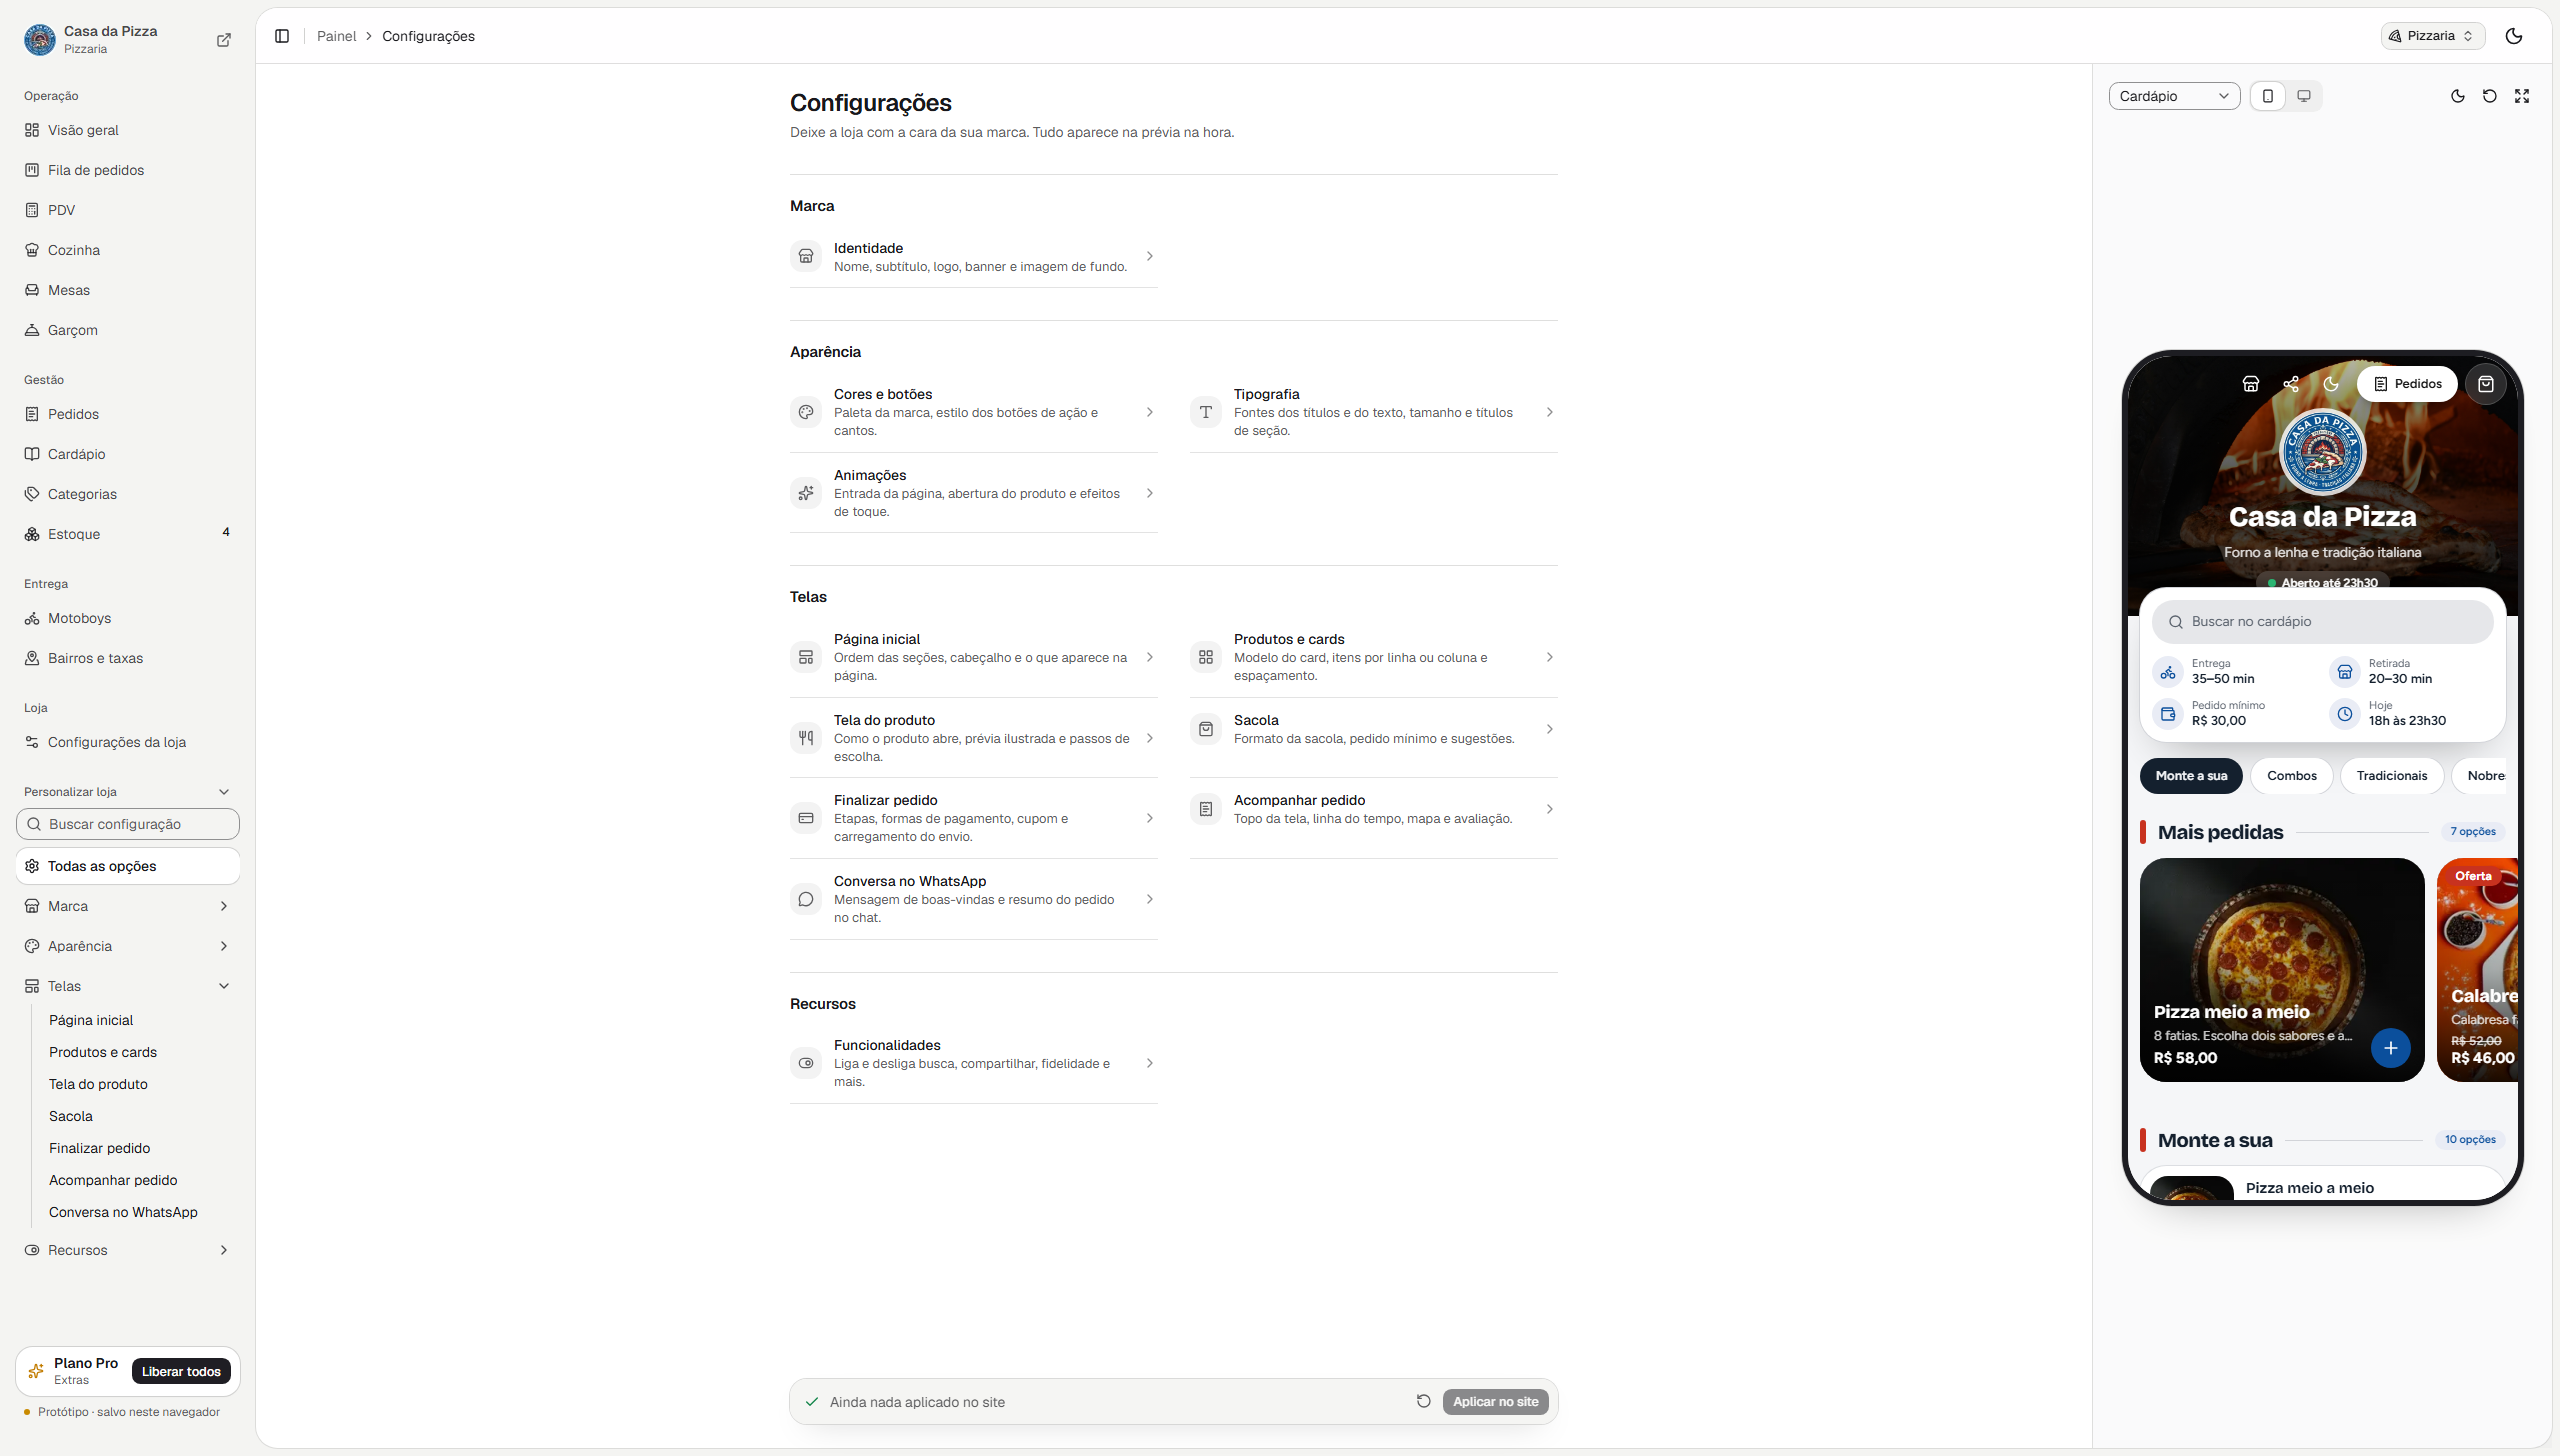 Casa da Pizza
Pizzaria
Operação
Visão geral
Fila de pedidos
PDV
Cozinha
Mesas
Garçom
Gestão
Pedidos
Cardápio
Categorias
Estoque 4
Entrega
Motoboys
Bairros e taxas
Loja
Configurações da loja
Personalizar loja
Buscar configuração
Todas as opções
Marca
Aparência
Telas
Página inicial
Produtos e cards
Tela do produto
Sacola
Finalizar pedido
Acompanhar pedido
Conversa no WhatsApp
Recursos
Plano Pro
Extras
Liberar todos
Protótipo · salvo neste navegador
Painel > Configurações
Pizzaria
Configurações
Deixe a loja com a cara da sua marca. Tudo aparece na prévia na hora.
Marca
Identidade
Nome, subtítulo, logo, banner e imagem de fundo.
Aparência
Cores e botões
Paleta da marca, estilo dos botões de ação e
cantos.
Tipografia
Fontes dos títulos e do texto, tamanho e títulos
de seção.
Animações
Entrada da página, abertura do produto e efeitos
de toque.
Telas
Página inicial
Ordem das seções, cabeçalho e o que aparece na
página.
Produtos e cards
Modelo do card, itens por linha ou coluna e
espaçamento.
Tela do produto
Como o produto abre, prévia ilustrada e passos de
escolha.
Sacola
Formato da sacola, pedido mínimo e sugestões.
Finalizar pedido
Etapas, formas de pagamento, cupom e
carregamento do envio.
Acompanhar pedido
Topo da tela, linha do tempo, mapa e avaliação.
Conversa no WhatsApp
Mensagem de boas-vindas e resumo do pedido
no chat.
Recursos
Funcionalidades
Liga e desliga busca, compartilhar, fidelidade e
mais.
Ainda nada aplicado no site
Aplicar no site
Cardápio
Pedidos
CASA DA PIZZA
Casa da Pizza
Forno a lenha e tradição italiana
Aberto até 23h30
Buscar no cardápio
Entrega
35–50 min
Retirada
20–30 min
Pedido mínimo
R$ 30,00
Hoje
18h às 23h30
Monte a sua
Combos
Tradicionais
Nobre
Mais pedidas
7 opções
Pizza meio a meio
8 fatias. Escolha dois sabores e a...
R$ 58,00
Oferta
Calabre
Calabresa f
R$ 52,00
R$ 46,00
Monte a sua
10 opções
Pizza meio a meio